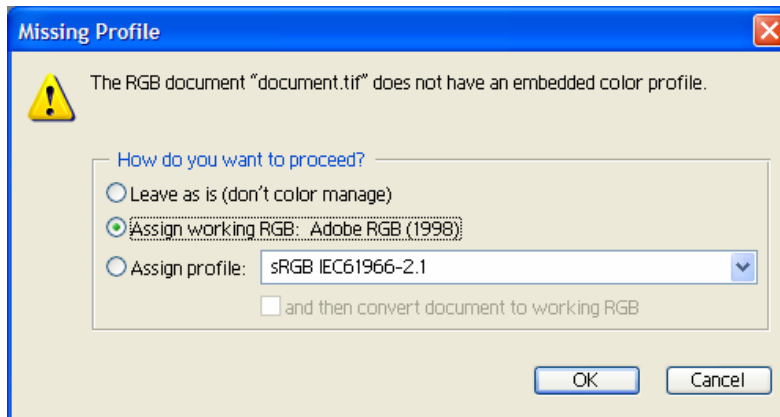 Missing Profile
The RGB document “document.tif” does not have an embedded color profile.
How do you want to proceed?
Leave as is (don't color manage)
Assign working RGB: Adobe RGB (1998)
Assign profile: sRGB IEC61966-2.1
and then convert document to working RGB
OK Cancel